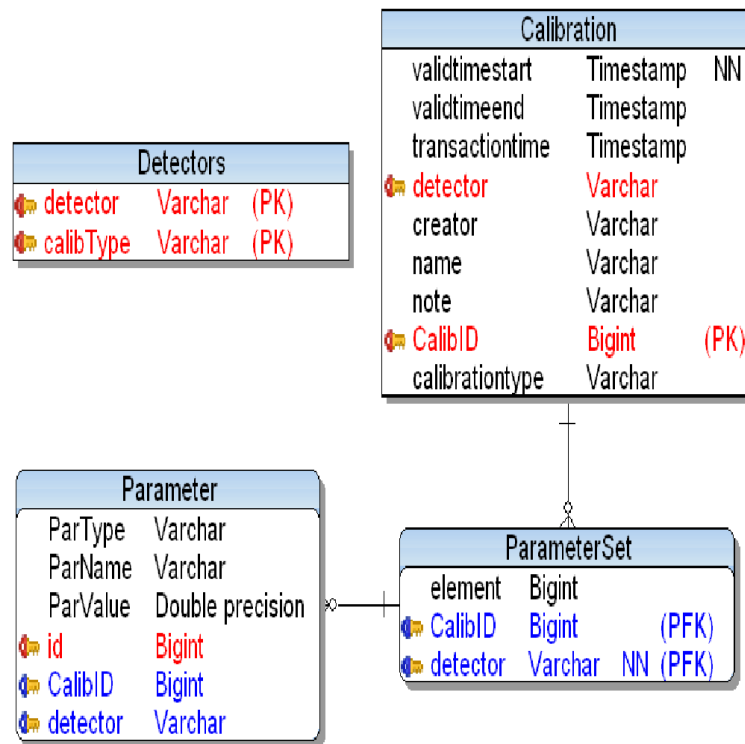 Calibration
validtimestart Timestamp NN
validtimeend Timestamp
transactiontime Timestamp
detector Varchar
creator Varchar
name Varchar
note Varchar
CalibID Bigint (PK)
calibrationtype Varchar
Detectors
detector Varchar (PK)
calibType Varchar (PK)
Parameter
ParType Varchar
ParName Varchar
ParValue Double precision
id Bigint
CalibID Bigint
detector Varchar
ParameterSet
element Bigint
CalibID Bigint (PFK)
detector Varchar NN (PFK)